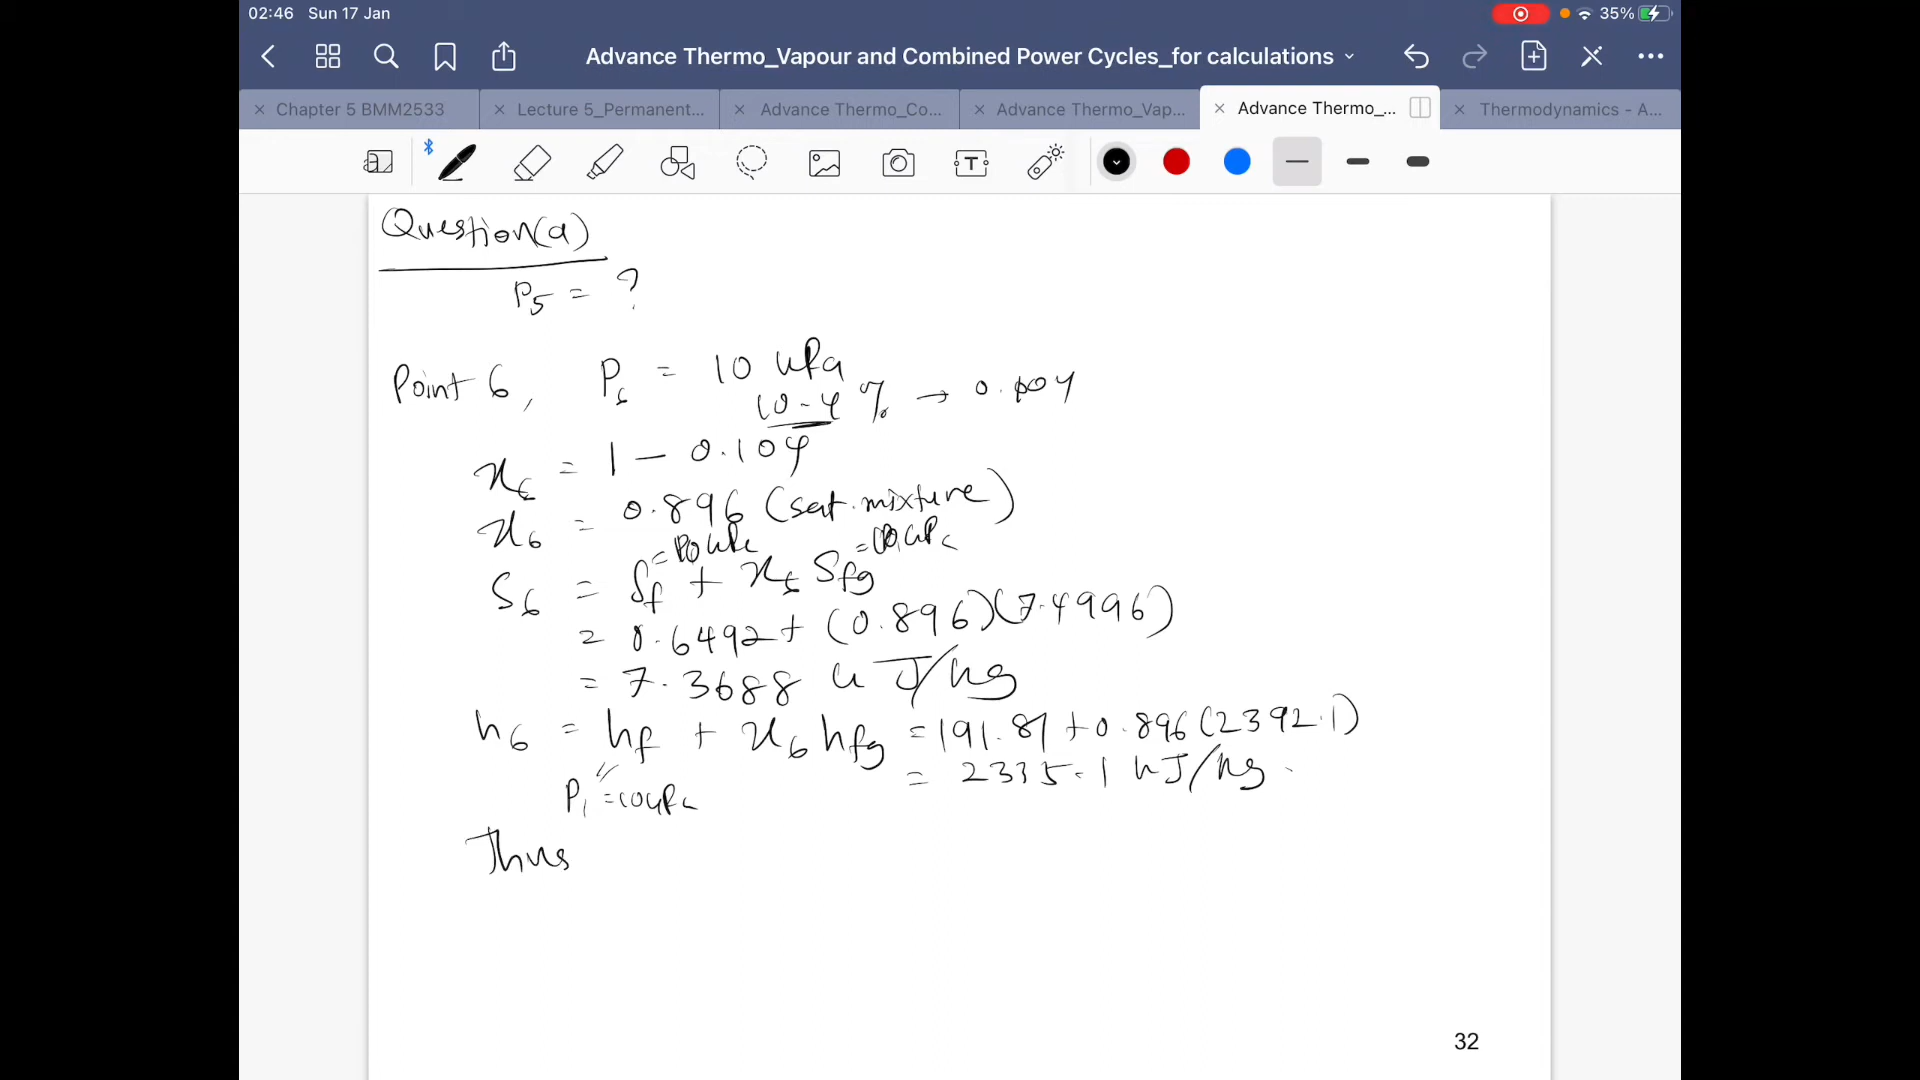 02:46 Sun 17 Jan 35%
Advance Thermo_Vapour and Combined Power Cycles_for calculations
Chapter 5 BMM2533 Lecture 5_Permanent... Advance Thermo_Co... Advance Thermo_Vap... Advance Thermo_... Thermodynamics - A...
Question(a)
P5 = ?
Point 6, P6 = 10 kPa
10.4 % → 0.104
x6 = 1 - 0.104
x6 = 0.896 (sat. mixture)
=10 kPa =10 kPa
S6 = Sf + x6 Sfg
= 0.6492 + (0.896)(7.4996)
= 7.3688 kJ/kg
h6 = hf + x6 hfg = 191.81 + 0.896(2392.1)
= 2335.1 kJ/kg
P1 = 10kPa
Thus
32